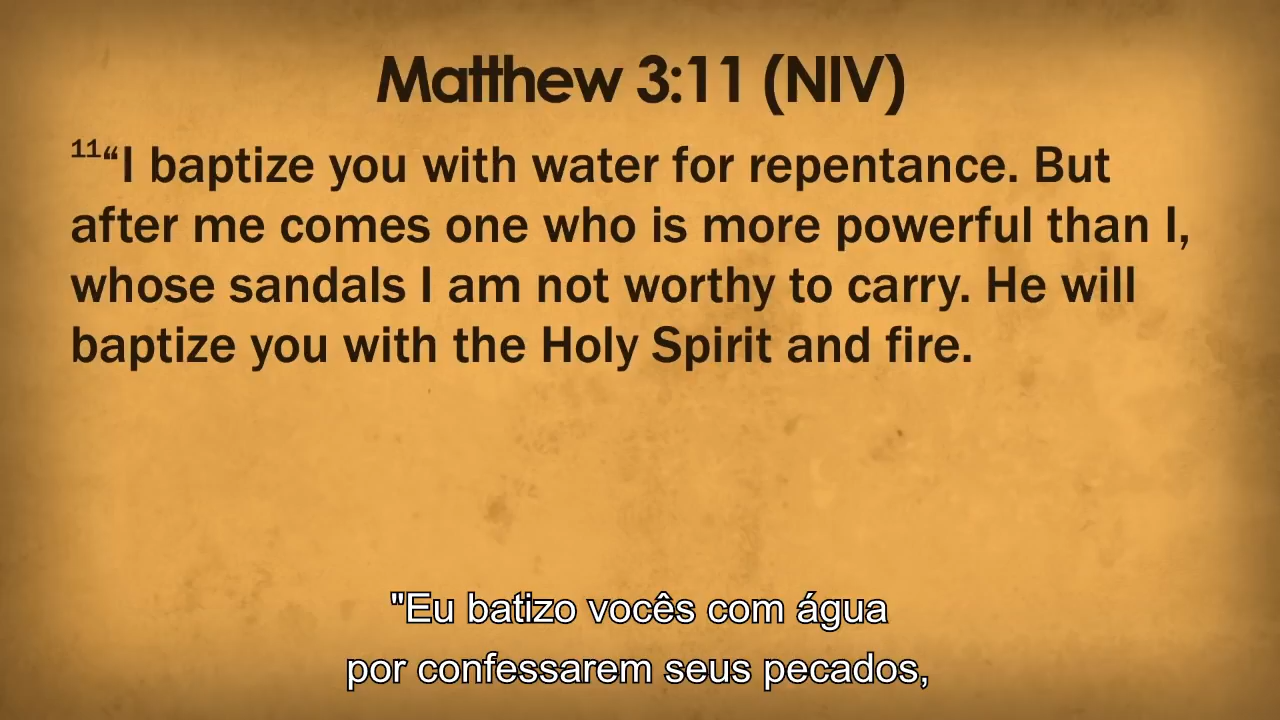 Matthew 3:11 (NIV)
11“I baptize you with water for repentance. But
after me comes one who is more powerful than I,
whose sandals I am not worthy to carry. He will
baptize you with the Holy Spirit and fire.
"Eu batizo vocês com água
por confessarem seus pecados,